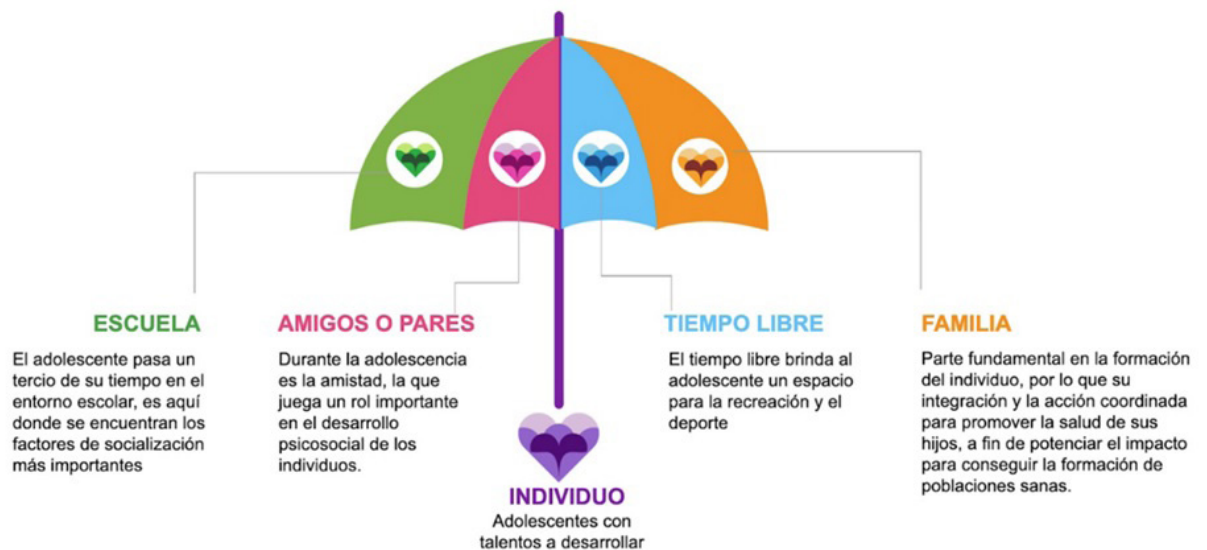 ESCUELA
El adolescente pasa un
tercio de su tiempo en el
entorno escolar, es aquí
donde se encuentran los
factores de socialización
más importantes
AMIGOS O PARES
Durante la adolescencia
es la amistad, la que
juega un rol importante
en el desarrollo
psicosocial de los
individuos.
TIEMPO LIBRE
El tiempo libre brinda al
adolescente un espacio
para la recreación y el
deporte
FAMILIA
Parte fundamental en la formación
del individuo, por lo que su
integración y la acción coordinada
para promover la salud de sus
hijos, a fin de potenciar el impacto
para conseguir la formación de
poblaciones sanas.
INDIVIDUO
Adolescentes con
talentos a desarrollar